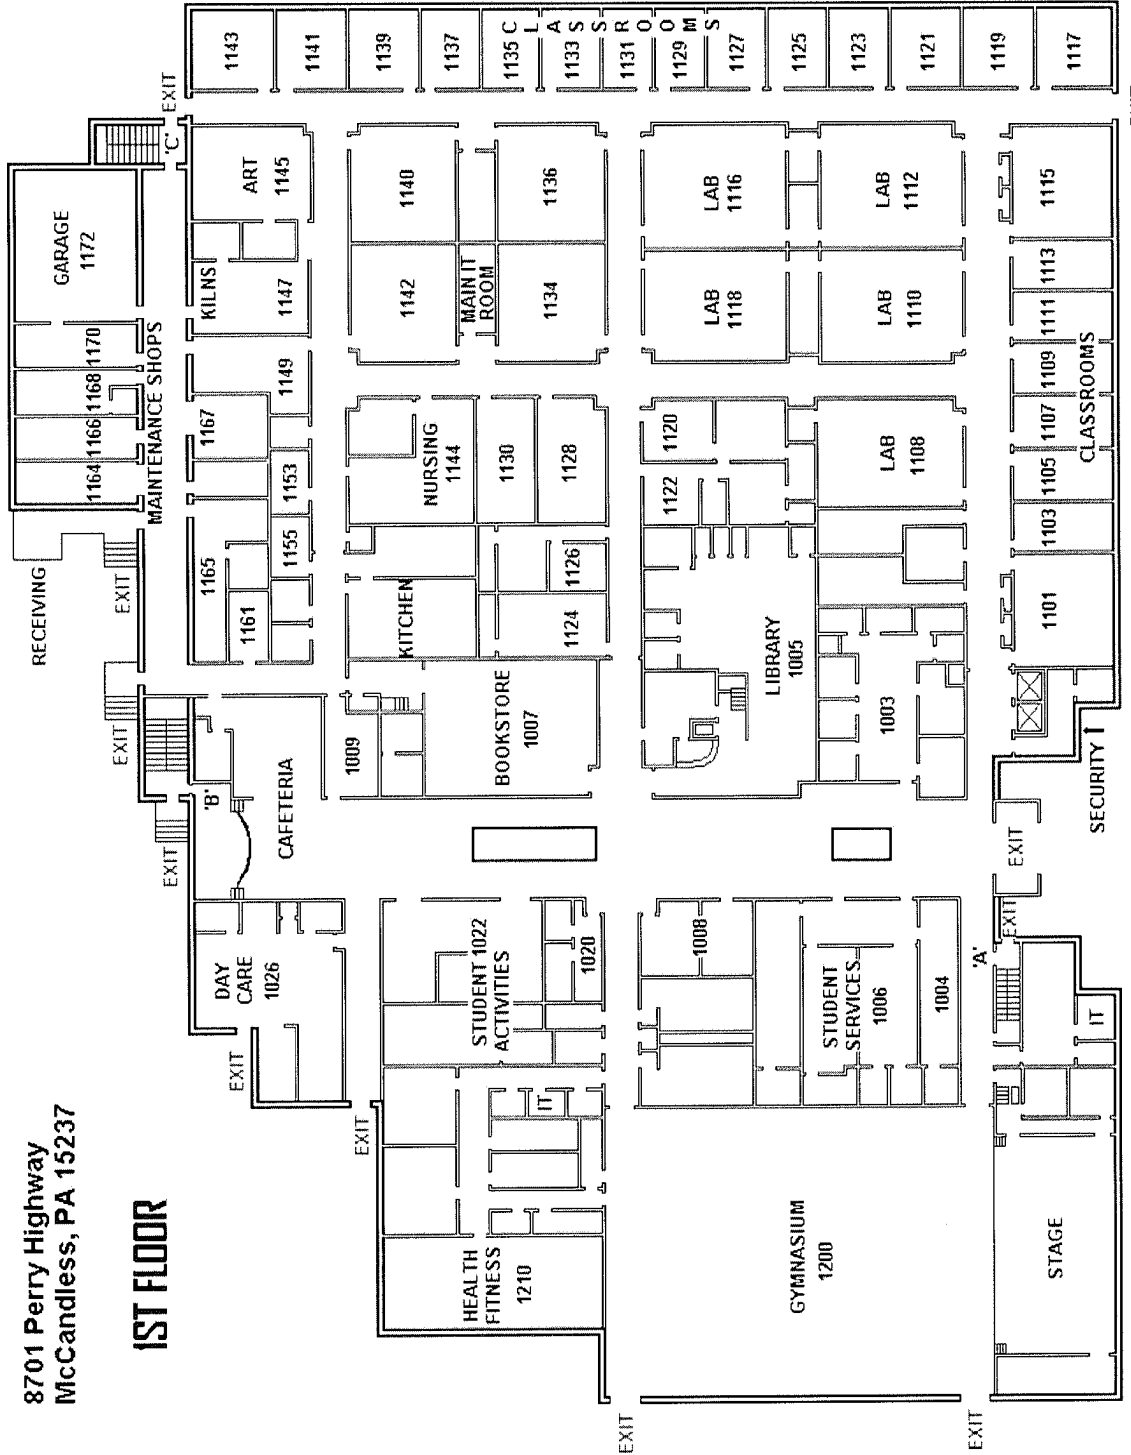 8701 Perry Highway
McCandless, PA 15237
1ST FLOOR
RECEIVING
GARAGE
1172
1164
1166
1168
1170
MAINTENANCE SHOPS
EXIT
EXIT
EXIT
EXIT
EXIT
EXIT
'C'
'B'
DAY
CARE
1026
CAFETERIA
1165
1161
1155
1153
1167
1149
KILNS
1147
ART
1145
1143
1141
1139
1137
1135
1133
1131
1129
1127
1125
1123
1121
1119
1117
CLASSROOMS
1009
KITCHEN
NURSING
1144
1142
1140
MAIN IT
ROOM
HEALTH
FITNESS
1210
IT
STUDENT 1022
ACTIVITIES
1020
BOOKSTORE
1007
1124
1126
1130
1128
1134
1136
EXIT
GYMNASIUM
1200
1008
STUDENT
SERVICES
1006
1004
LIBRARY
1005
1003
1122
1120
LAB
1118
LAB
1116
LAB
1108
LAB
1110
LAB
1112
EXIT
'A'
EXIT
EXIT
STAGE
IT
SECURITY
1101
1103
1105
1107
1109
1111
1113
1115
CLASSROOMS